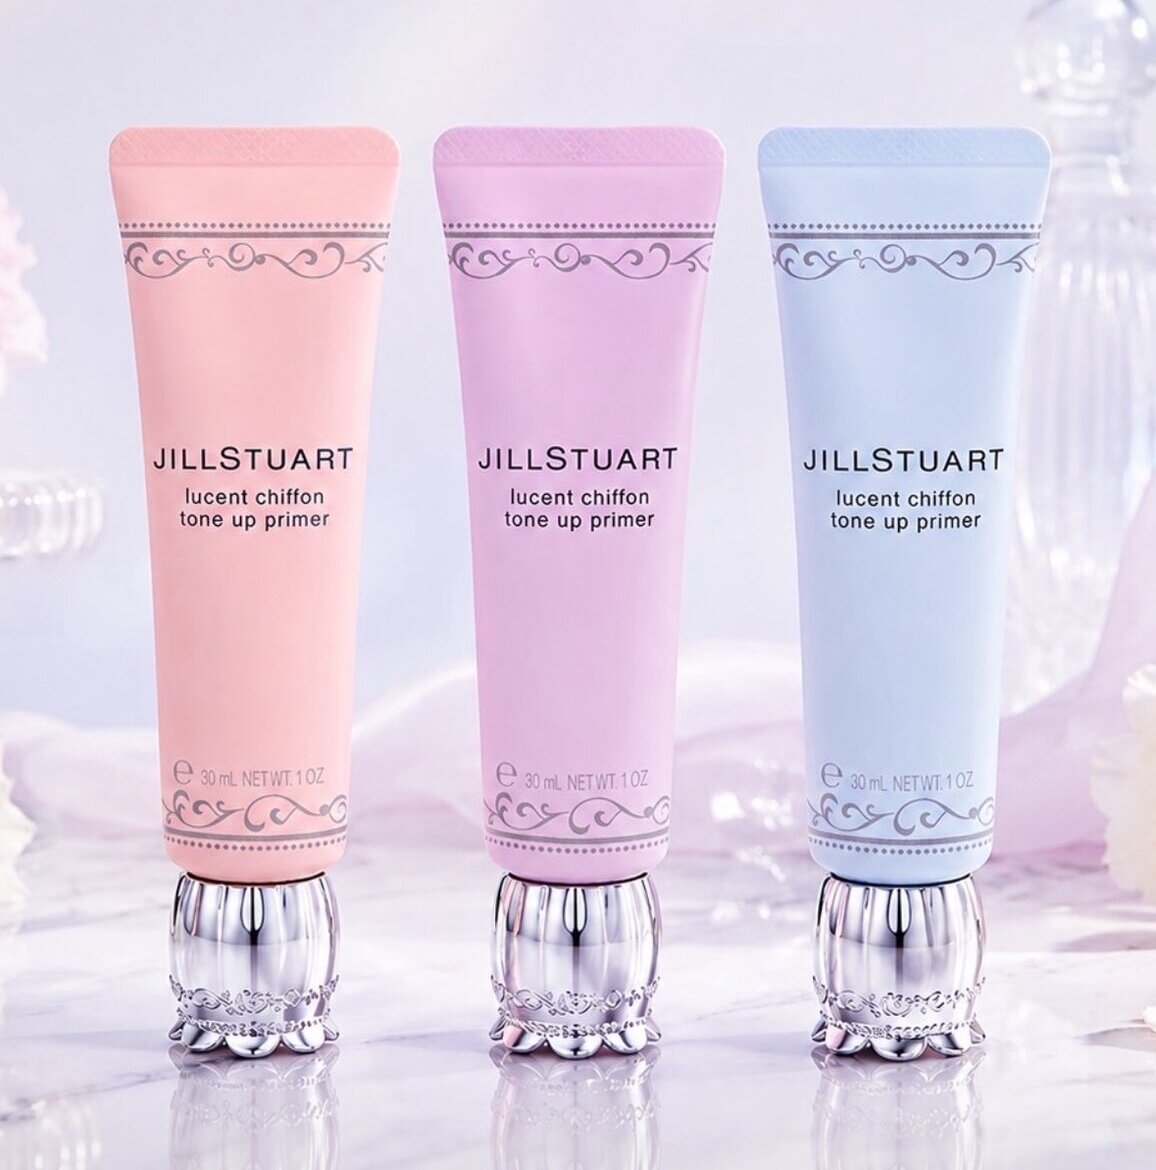 JILLSTUART
lucent chiffon
tone up primer
℮ 30 mL NET WT. 1 OZ
JILLSTUART
lucent chiffon
tone up primer
℮ 30 mL NET WT. 1 OZ
JILLSTUART
lucent chiffon
tone up primer
℮ 30 mL NET WT. 1 OZ